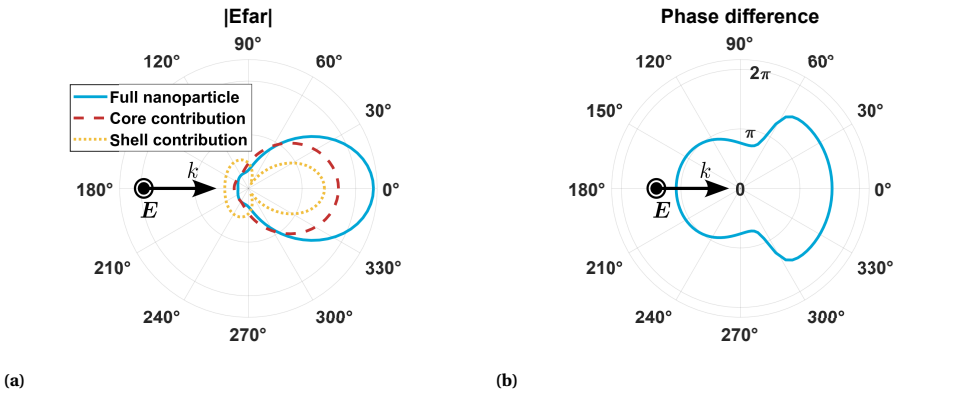 |Efar|
90°
120°
60°
Full nanoparticle
Core contribution
Shell contribution
30°
k
180°
E
0°
210°
330°
240°
300°
270°
(a)
Phase difference
90°
120°
60°
2π
150°
30°
π
k
180°
E
0
0°
210°
330°
240°
300°
270°
(b)